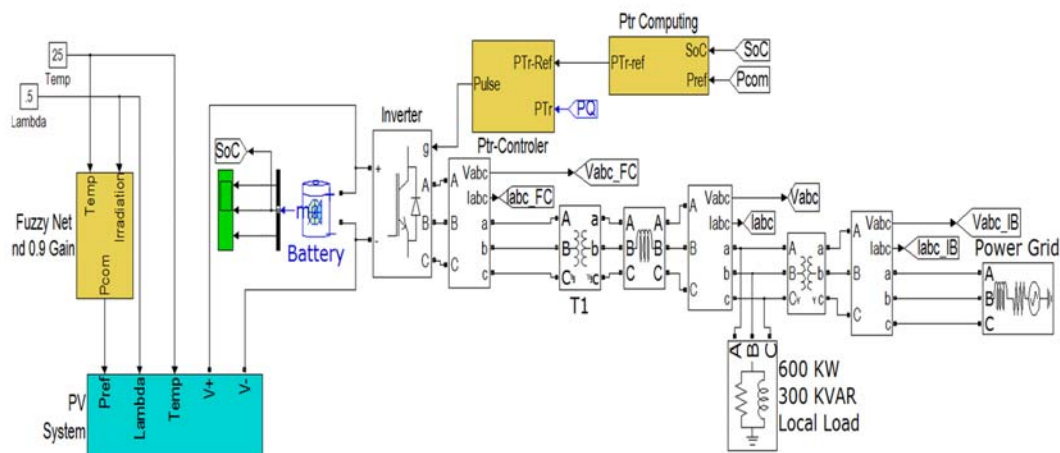 Ptr Computing
25
Temp
.5
Lambda
PTr-Ref
Pulse
PTr
PTr-ref
SoC
Pref
SoC
Pcom
PQ
Ptr-Controler
Inverter
SoC
g
+
-
A
B
C
m
Battery
Temp
Irradiation
Pcom
Fuzzy Net
nd 0.9 Gain
A
B
C
Vabc
Iabc
a
b
c
Vabc_FC
Iabc_FC
A
B
C
a
b
c
T1
A
B
C
A
B
C
A
B
C
Vabc
Iabc
a
b
c
Vabc
Iabc
A
B
C
a
b
c
A
B
C
Vabc
Iabc
a
b
c
Vabc_IB
Iabc_IB
Power Grid
A
B
C
A B C
600 KW
300 KVAR
Local Load
PV
System
Pref
Lambda
Temp
V+
V-